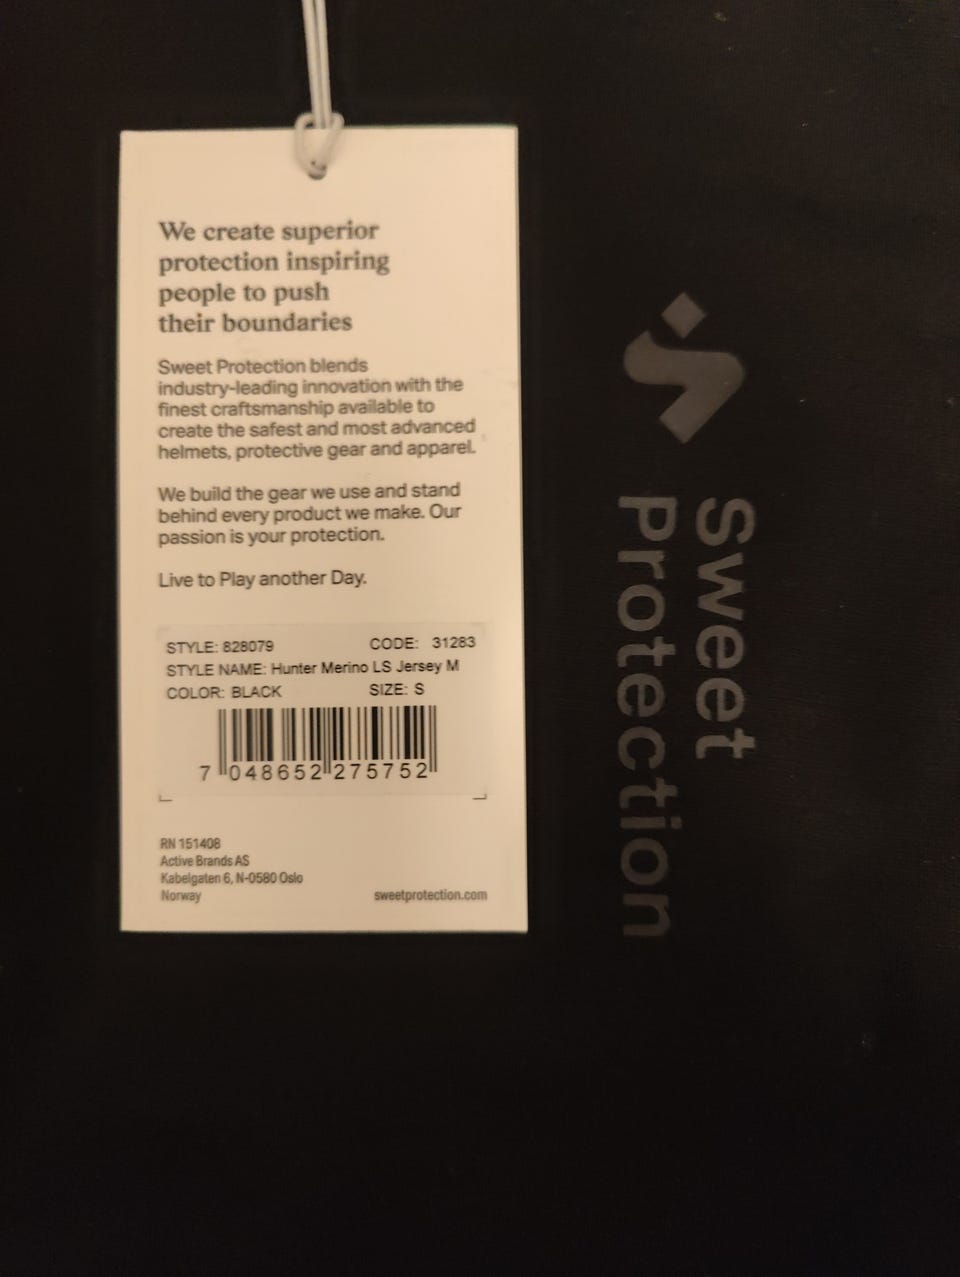 We create superior
protection inspiring
people to push
their boundaries
Sweet Protection blends
industry-leading innovation with the
finest craftsmanship available to
create the safest and most advanced
helmets, protective gear and apparel.
We build the gear we use and stand
behind every product we make. Our
passion is your protection.
Live to Play another Day.
STYLE: 828079 CODE: 31283
STYLE NAME: Hunter Merino LS Jersey M
COLOR: BLACK SIZE: S
7 048652 275752
RN 151408
Active Brands AS
Kabelgaten 6, N-0580 Oslo
Norway sweetprotection.com
Sweet
Protection